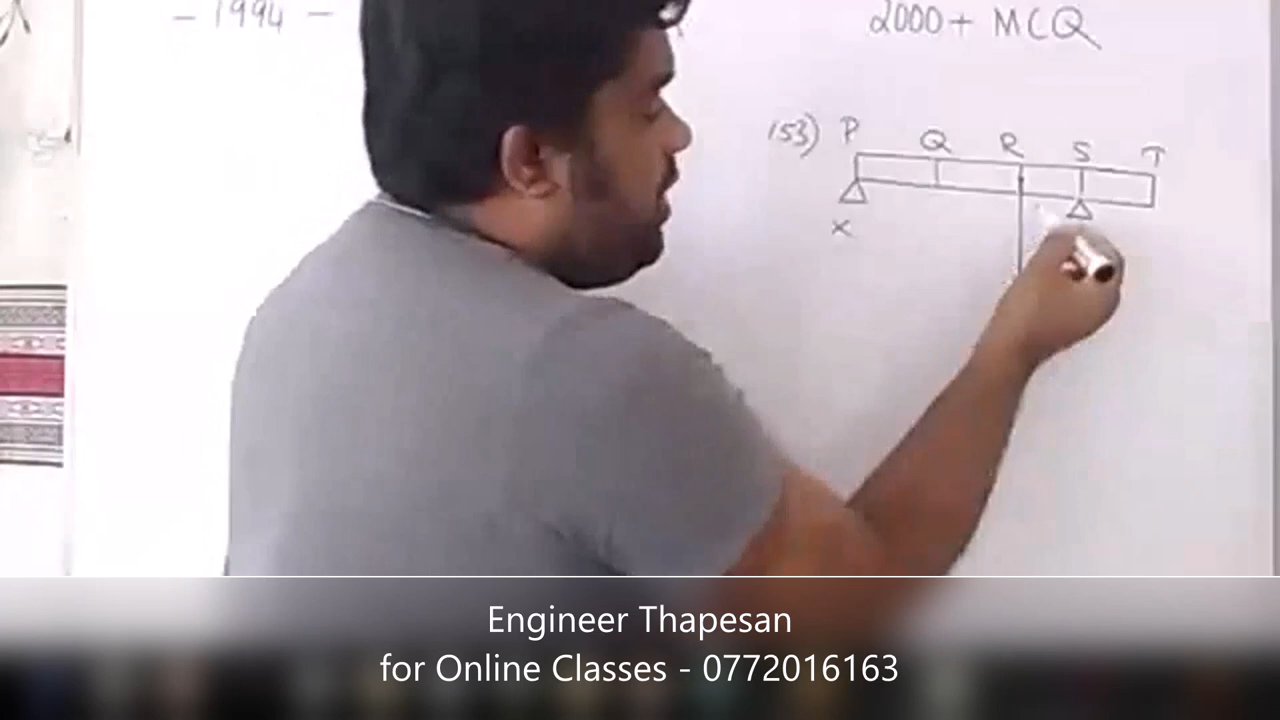 - 1994 -
2000+ MCQ
153) P Q R S T
X
Engineer Thapesan
for Online Classes - 0772016163